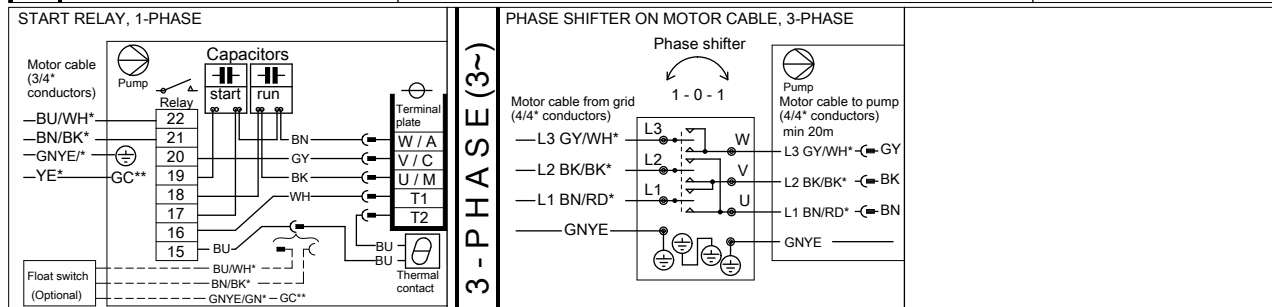 START RELAY, 1-PHASE
Motor cable
(3/4*
conductors)
Pump
Capacitors
start
run
Relay
BU/WH*
BN/BK*
GNYE/*
YE*
GC**
22
21
20
19
18
17
16
15
BN
GY
BK
WH
BU
Terminal
plate
W / A
V / C
U / M
T1
T2
BU
BU
Thermal
contact
Float switch
(Optional)
BU/WH*
BN/BK*
GNYE/GN*
GC**
3 - PHASE (3~)
PHASE SHIFTER ON MOTOR CABLE, 3-PHASE
Phase shifter
1 - 0 - 1
Motor cable from grid
(4/4* conductors)
L3 GY/WH*
L2 BK/BK*
L1 BN/RD*
GNYE
L3
L2
L1
W
V
U
Pump
Motor cable to pump
(4/4* conductors)
min 20m
L3 GY/WH*
GY
L2 BK/BK*
BK
L1 BN/RD*
BN
GNYE